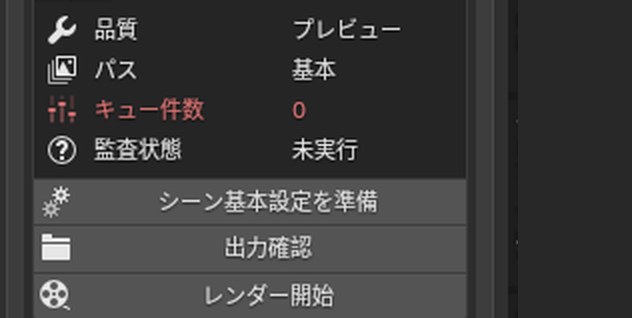 品質 プレビュー
パス 基本
キュー件数 0
監査状態 未実行
シーン基本設定を準備
出力確認
レンダー開始